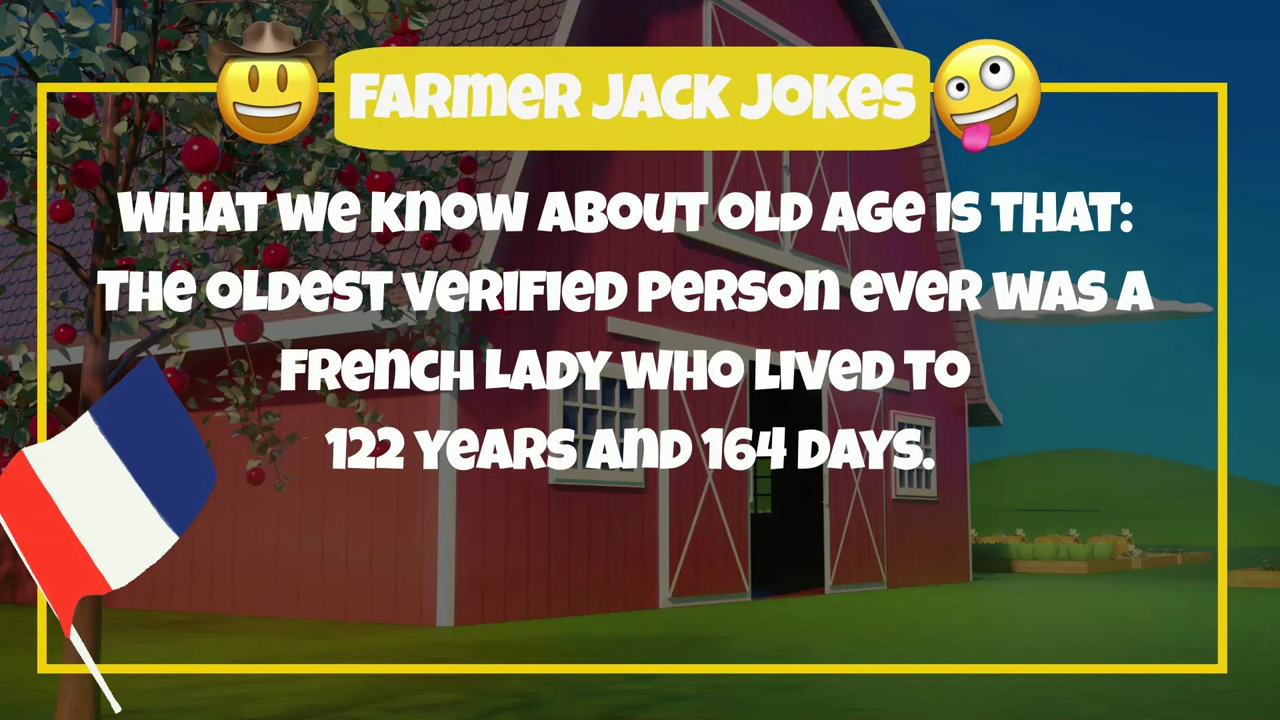 FARMER JACK JOKES
WHAT WE KNOW ABOUT OLD AGE IS THAT:
THE OLDEST VERIFIED PERSON EVER WAS A
FRENCH LADY WHO LIVED TO
122 YEARS AND 164 DAYS.